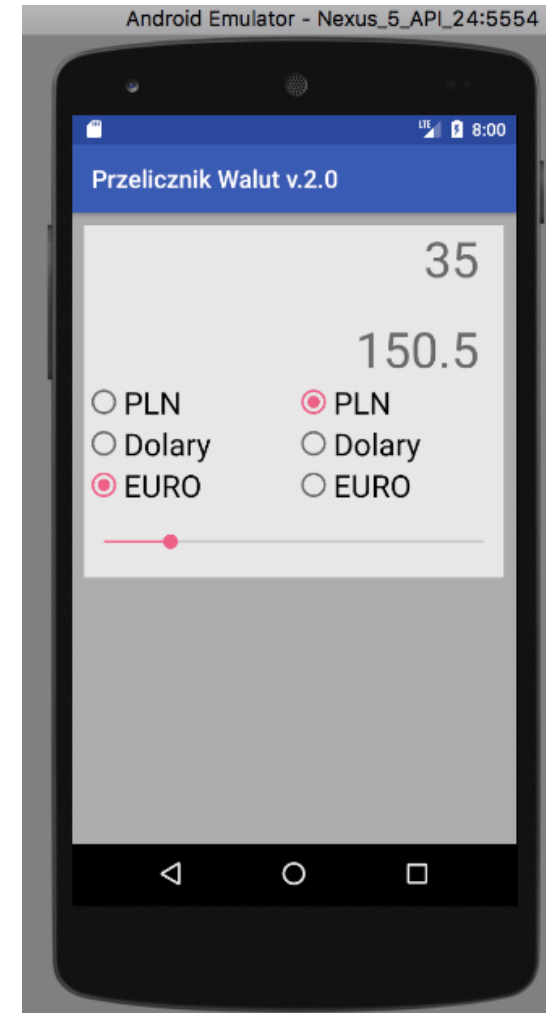 Android Emulator - Nexus_5_API_24:5554
LTE 8:00
Przelicznik Walut v.2.0
35
150.5
PLN PLN
Dolary Dolary
EURO EURO